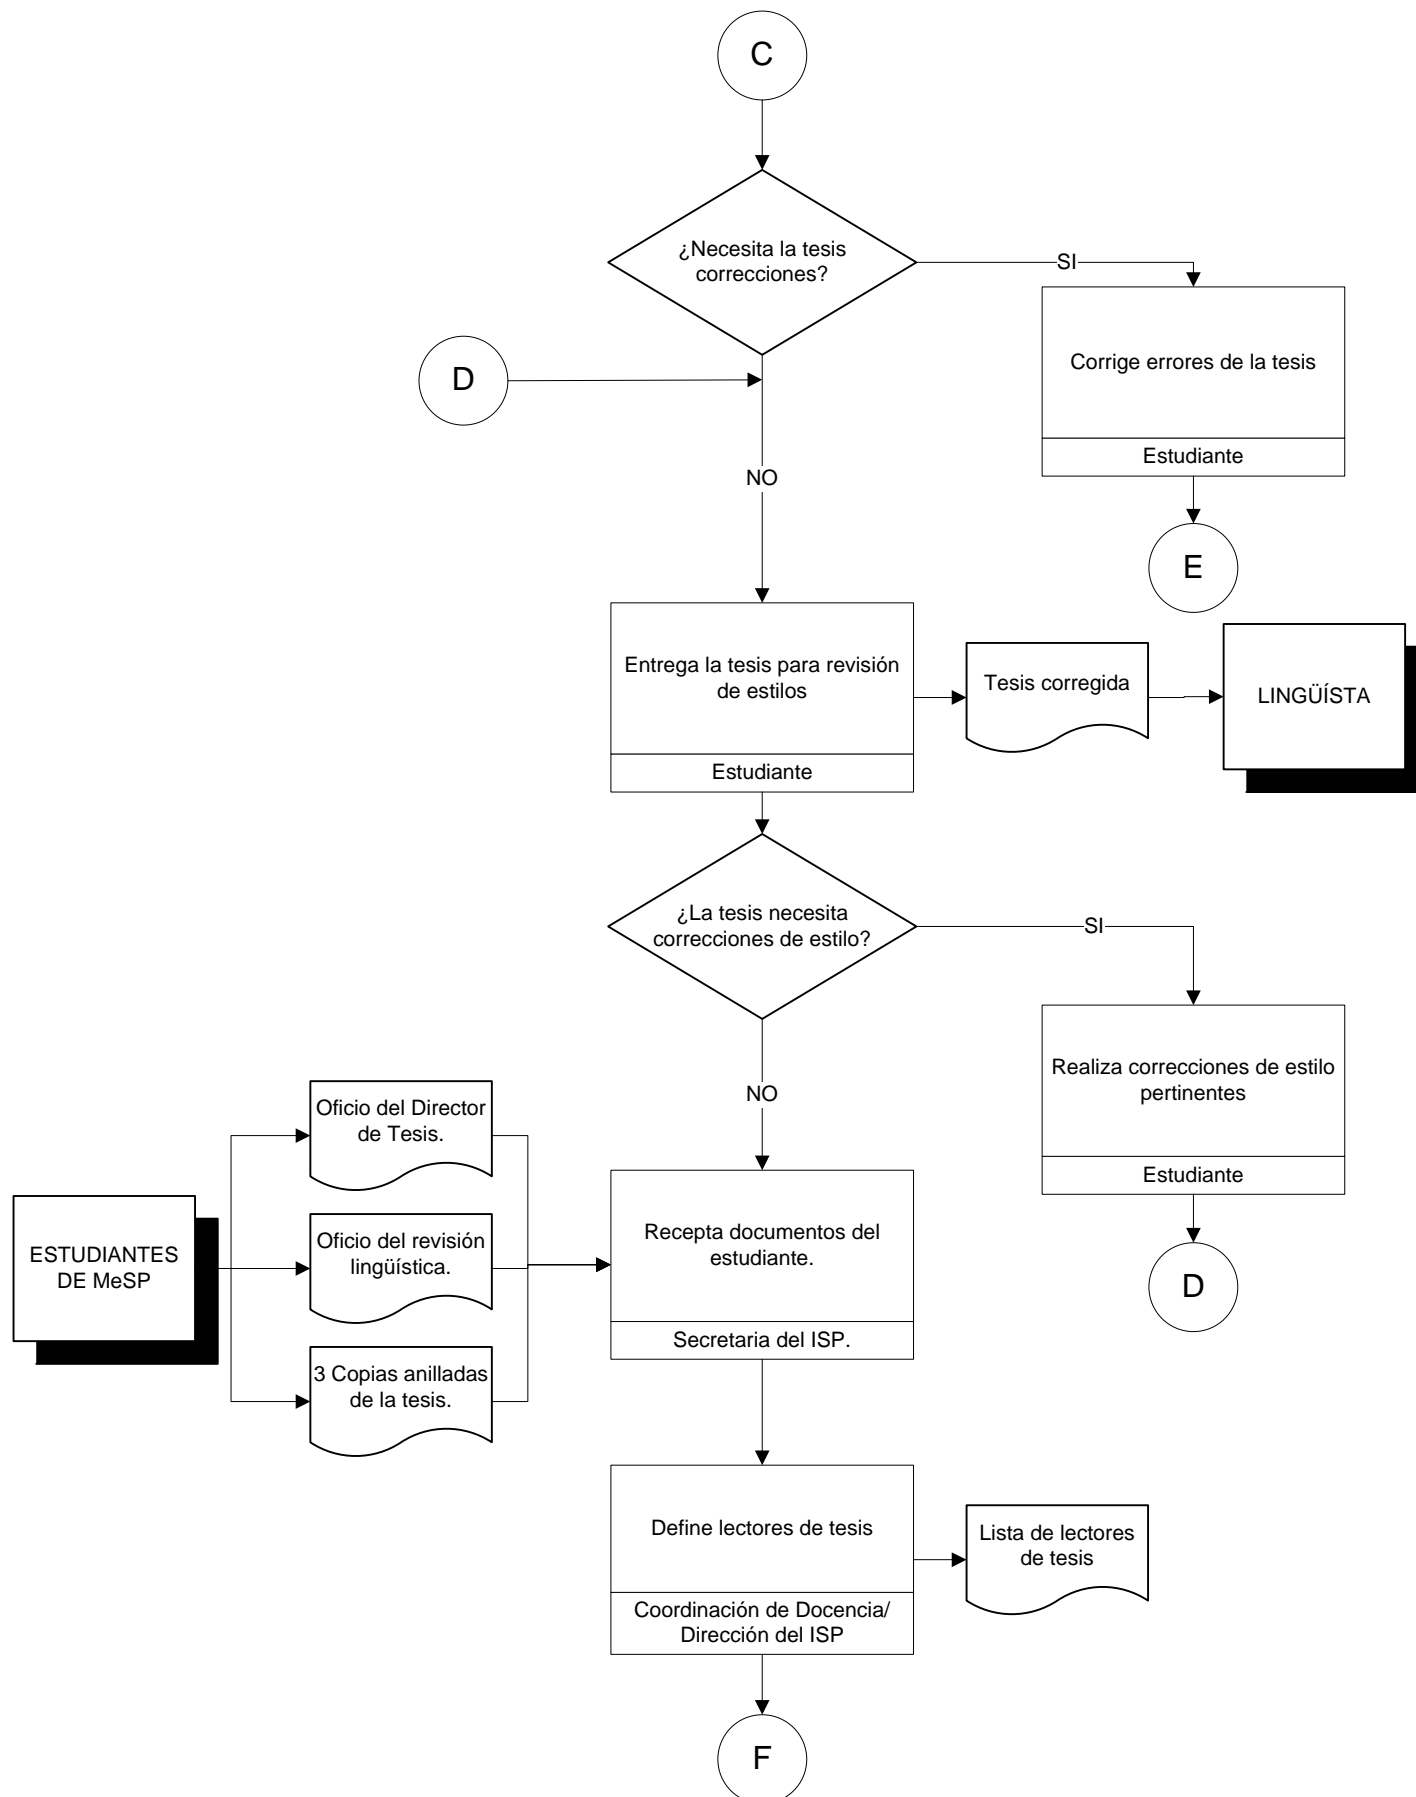 C
¿Necesita la tesis
correcciones?
SI
Corrige errores de la tesis
Estudiante
D
NO
E
Entrega la tesis para revisión
de estilos
Estudiante
Tesis corregida
LINGÜÍSTA
¿La tesis necesita
correcciones de estilo?
SI
Realiza correcciones de estilo
pertinentes
Estudiante
D
NO
Oficio del Director
de Tesis.
ESTUDIANTES
DE MeSP
Oficio del revisión
lingüística.
3 Copias anilladas
de la tesis.
Recepta documentos del
estudiante.
Secretaria del ISP.
Define lectores de tesis
Coordinación de Docencia/
Dirección del ISP
Lista de lectores
de tesis
F